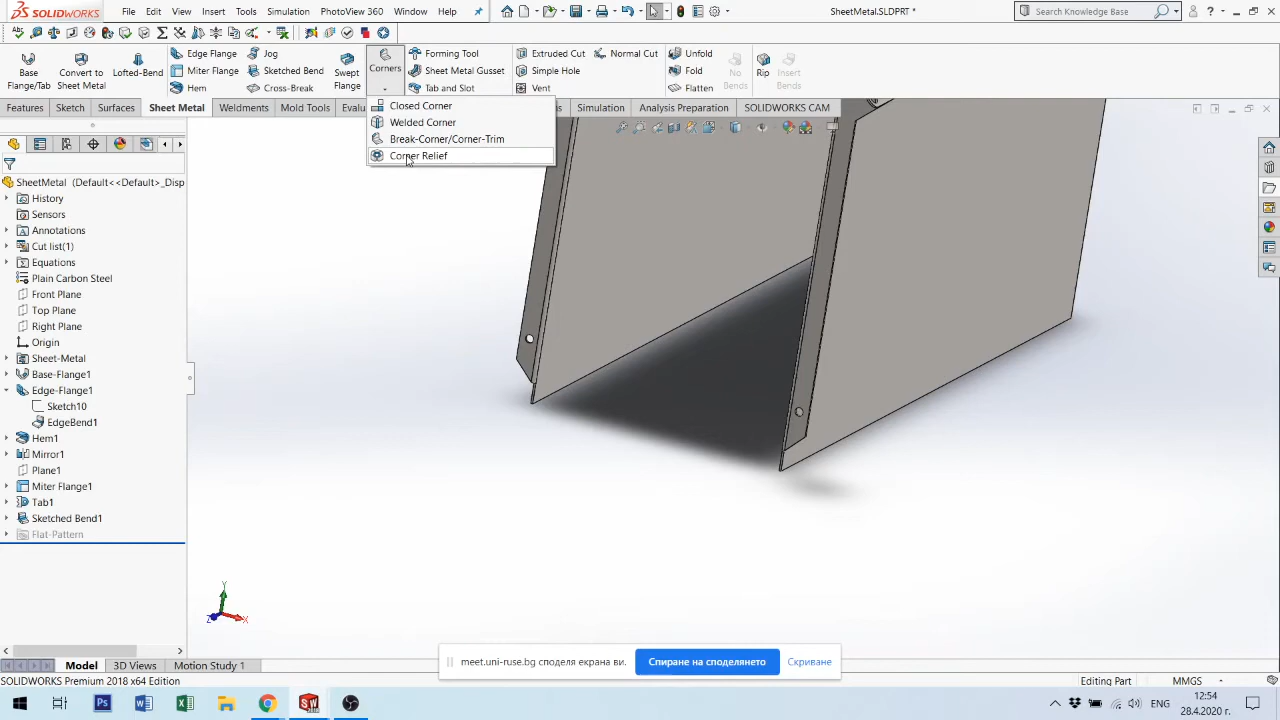 SOLIDWORKS
File Edit View Insert Tools Simulation PhotoView 360 Window Help
SheetMetal.SLDPRT *
Search Knowledge Base
Base Flange/Tab
Convert to Sheet Metal
Lofted-Bend
Edge Flange
Miter Flange
Hem
Jog
Sketched Bend
Cross-Break
Swept Flange
Corners
Forming Tool
Sheet Metal Gusset
Tab and Slot
Extruded Cut
Simple Hole
Vent
Normal Cut
Unfold
Fold
Flatten
No Bends
Rip
Insert Bends
Features Sketch Surfaces Sheet Metal Weldments Mold Tools Evalu
Simulation Analysis Preparation SOLIDWORKS CAM
Closed Corner
Welded Corner
Break-Corner/Corner-Trim
Corner Relief
SheetMetal (Default<<Default>_Disp
History
Sensors
Annotations
Cut list(1)
Equations
Plain Carbon Steel
Front Plane
Top Plane
Right Plane
Origin
Sheet-Metal
Base-Flange1
Edge-Flange1
Sketch10
EdgeBend1
Hem1
Mirror1
Plane1
Miter Flange1
Tab1
Sketched Bend1
Flat-Pattern
Y
Z
X
meet.uni-ruse.bg споделя екрана ви.
Спиране на споделянето
Скриване
Model 3D Views Motion Study 1
SOLIDWORKS Premium 2018 x64 Edition
Editing Part
MMGS
ENG
12:54
28.4.2020 г.